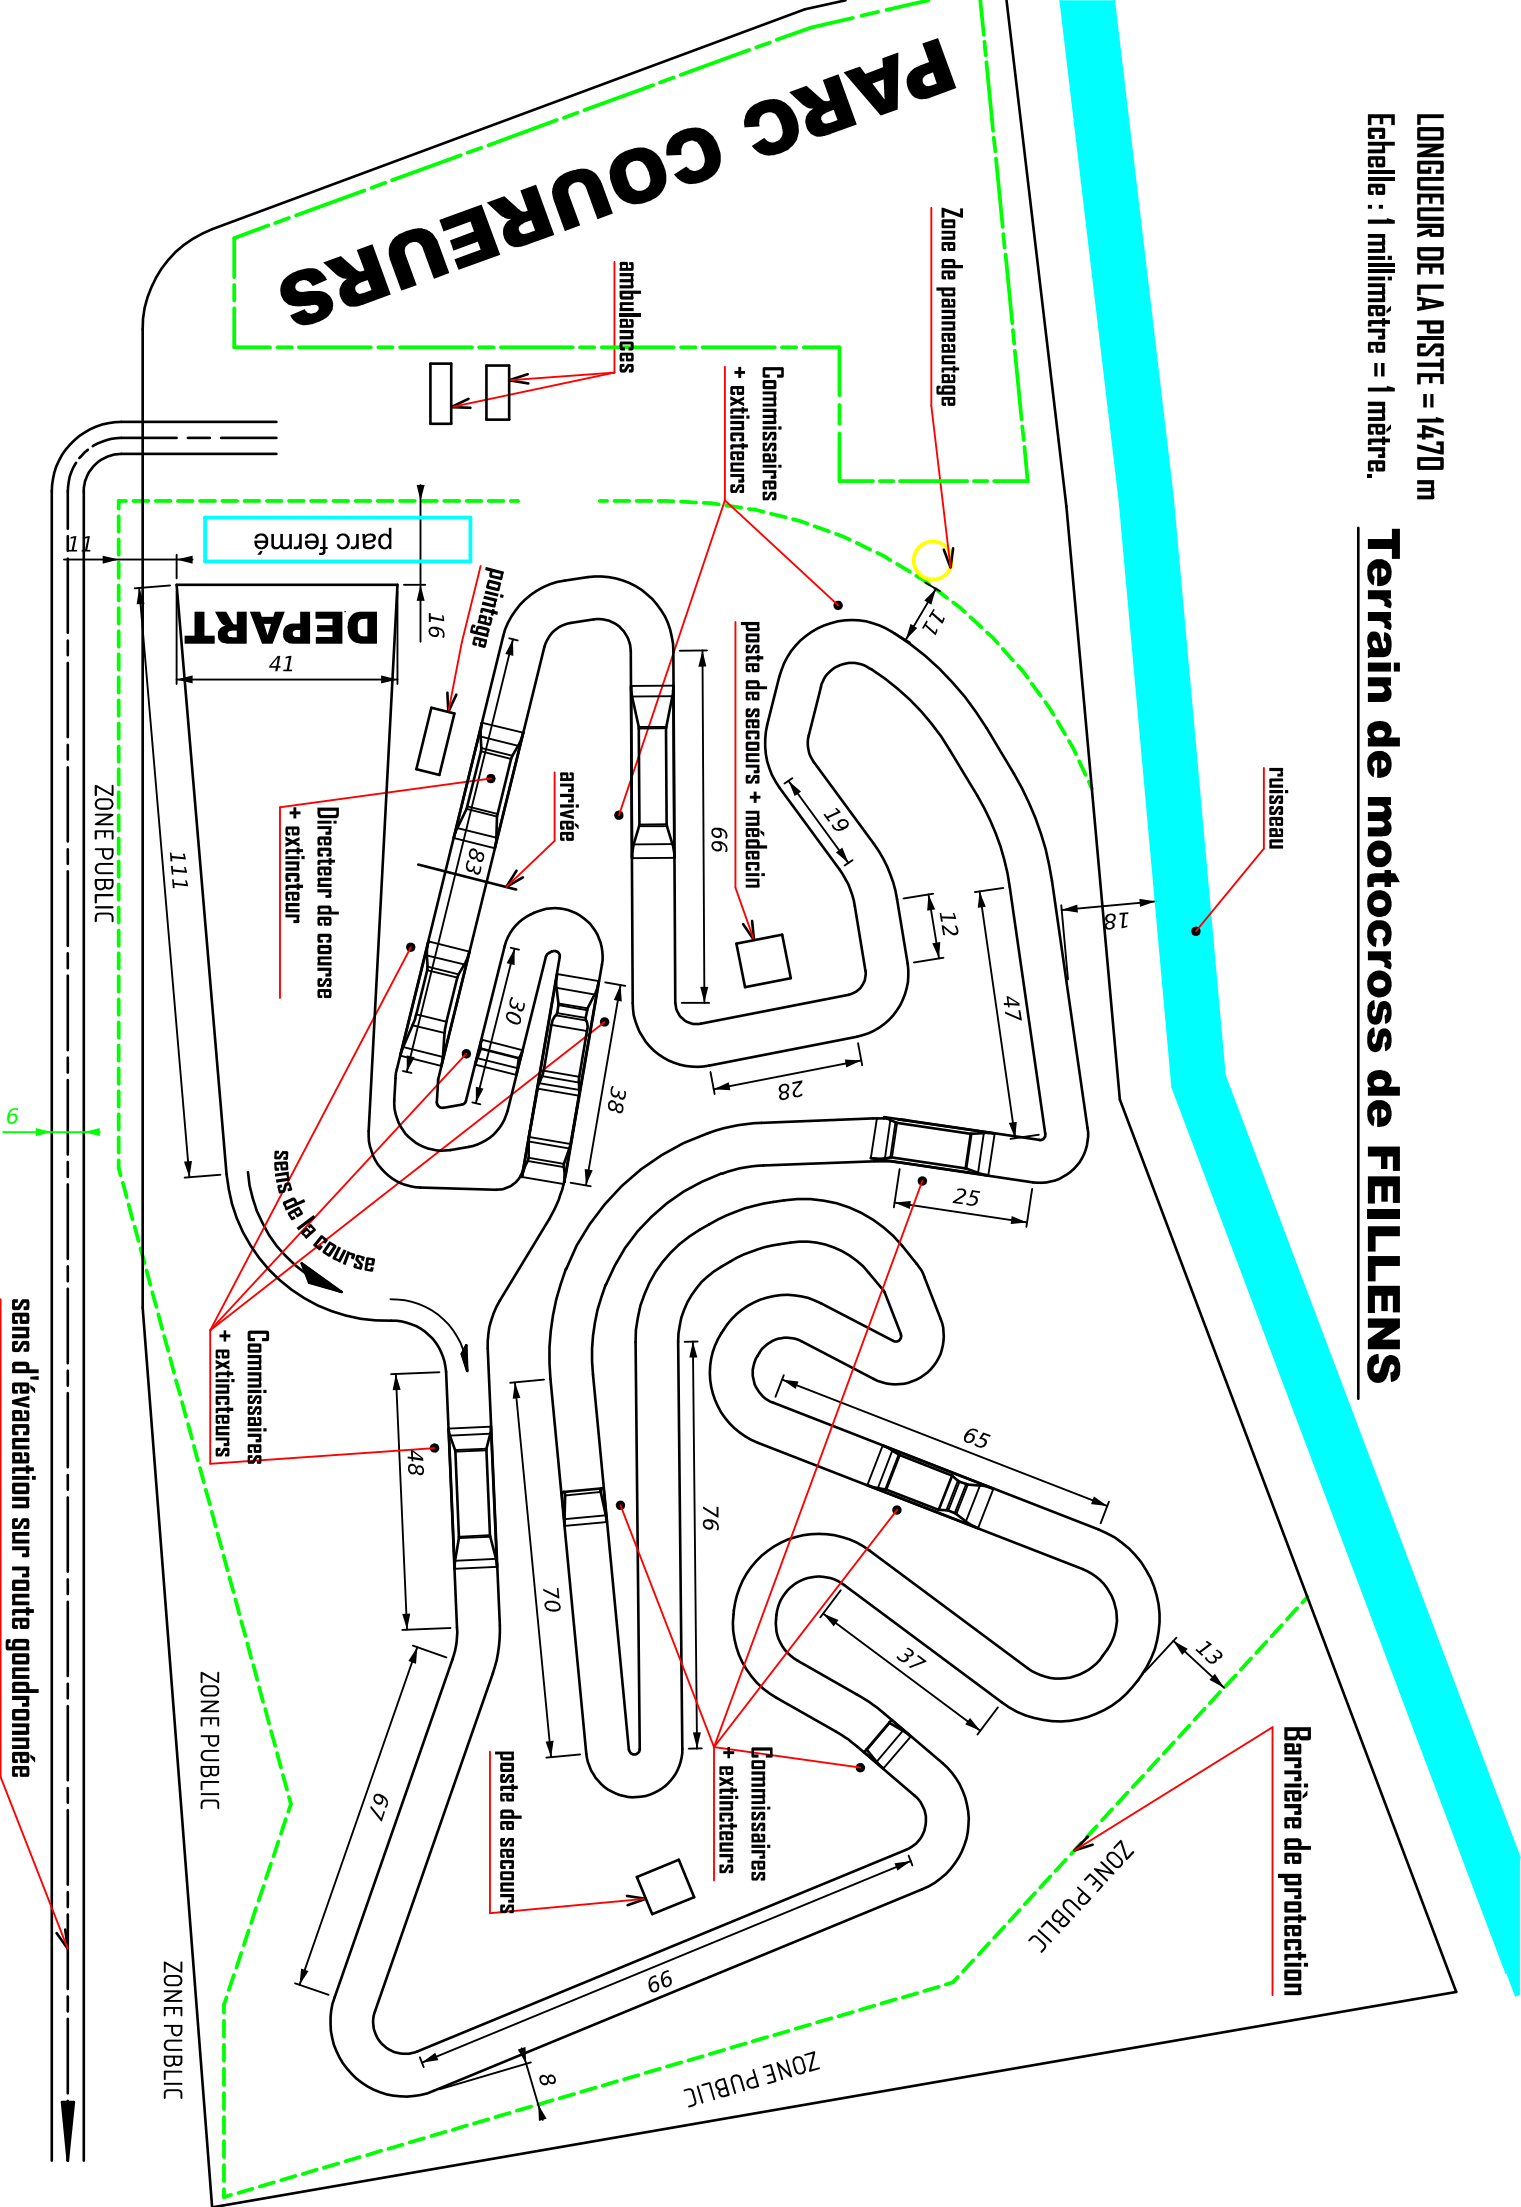 LONGUEUR DE LA PISTE = 1470 m
Echelle : 1 millimètre = 1 mètre.
Terrain de motocross de FEILLENS
PARC COUREURS
Zone de panneautage
ambulances
Commissaires
+ extincteurs
parc fermé
11
16
DEPART
41
pointage
111
ZONE PUBLIC
Directeur de course
+ extincteur
arrivée
83
66
poste de secours + médecin
19
12
11
47
18
ruisseau
30
38
28
25
6
sens de la course
Commissaires
+ extincteurs
48
70
76
65
37
13
67
66
8
Commissaires
+ extincteurs
poste de secours
Barrière de protection
ZONE PUBLIC
ZONE PUBLIC
ZONE PUBLIC
ZONE PUBLIC
sens d'évacuation sur route goudronnée